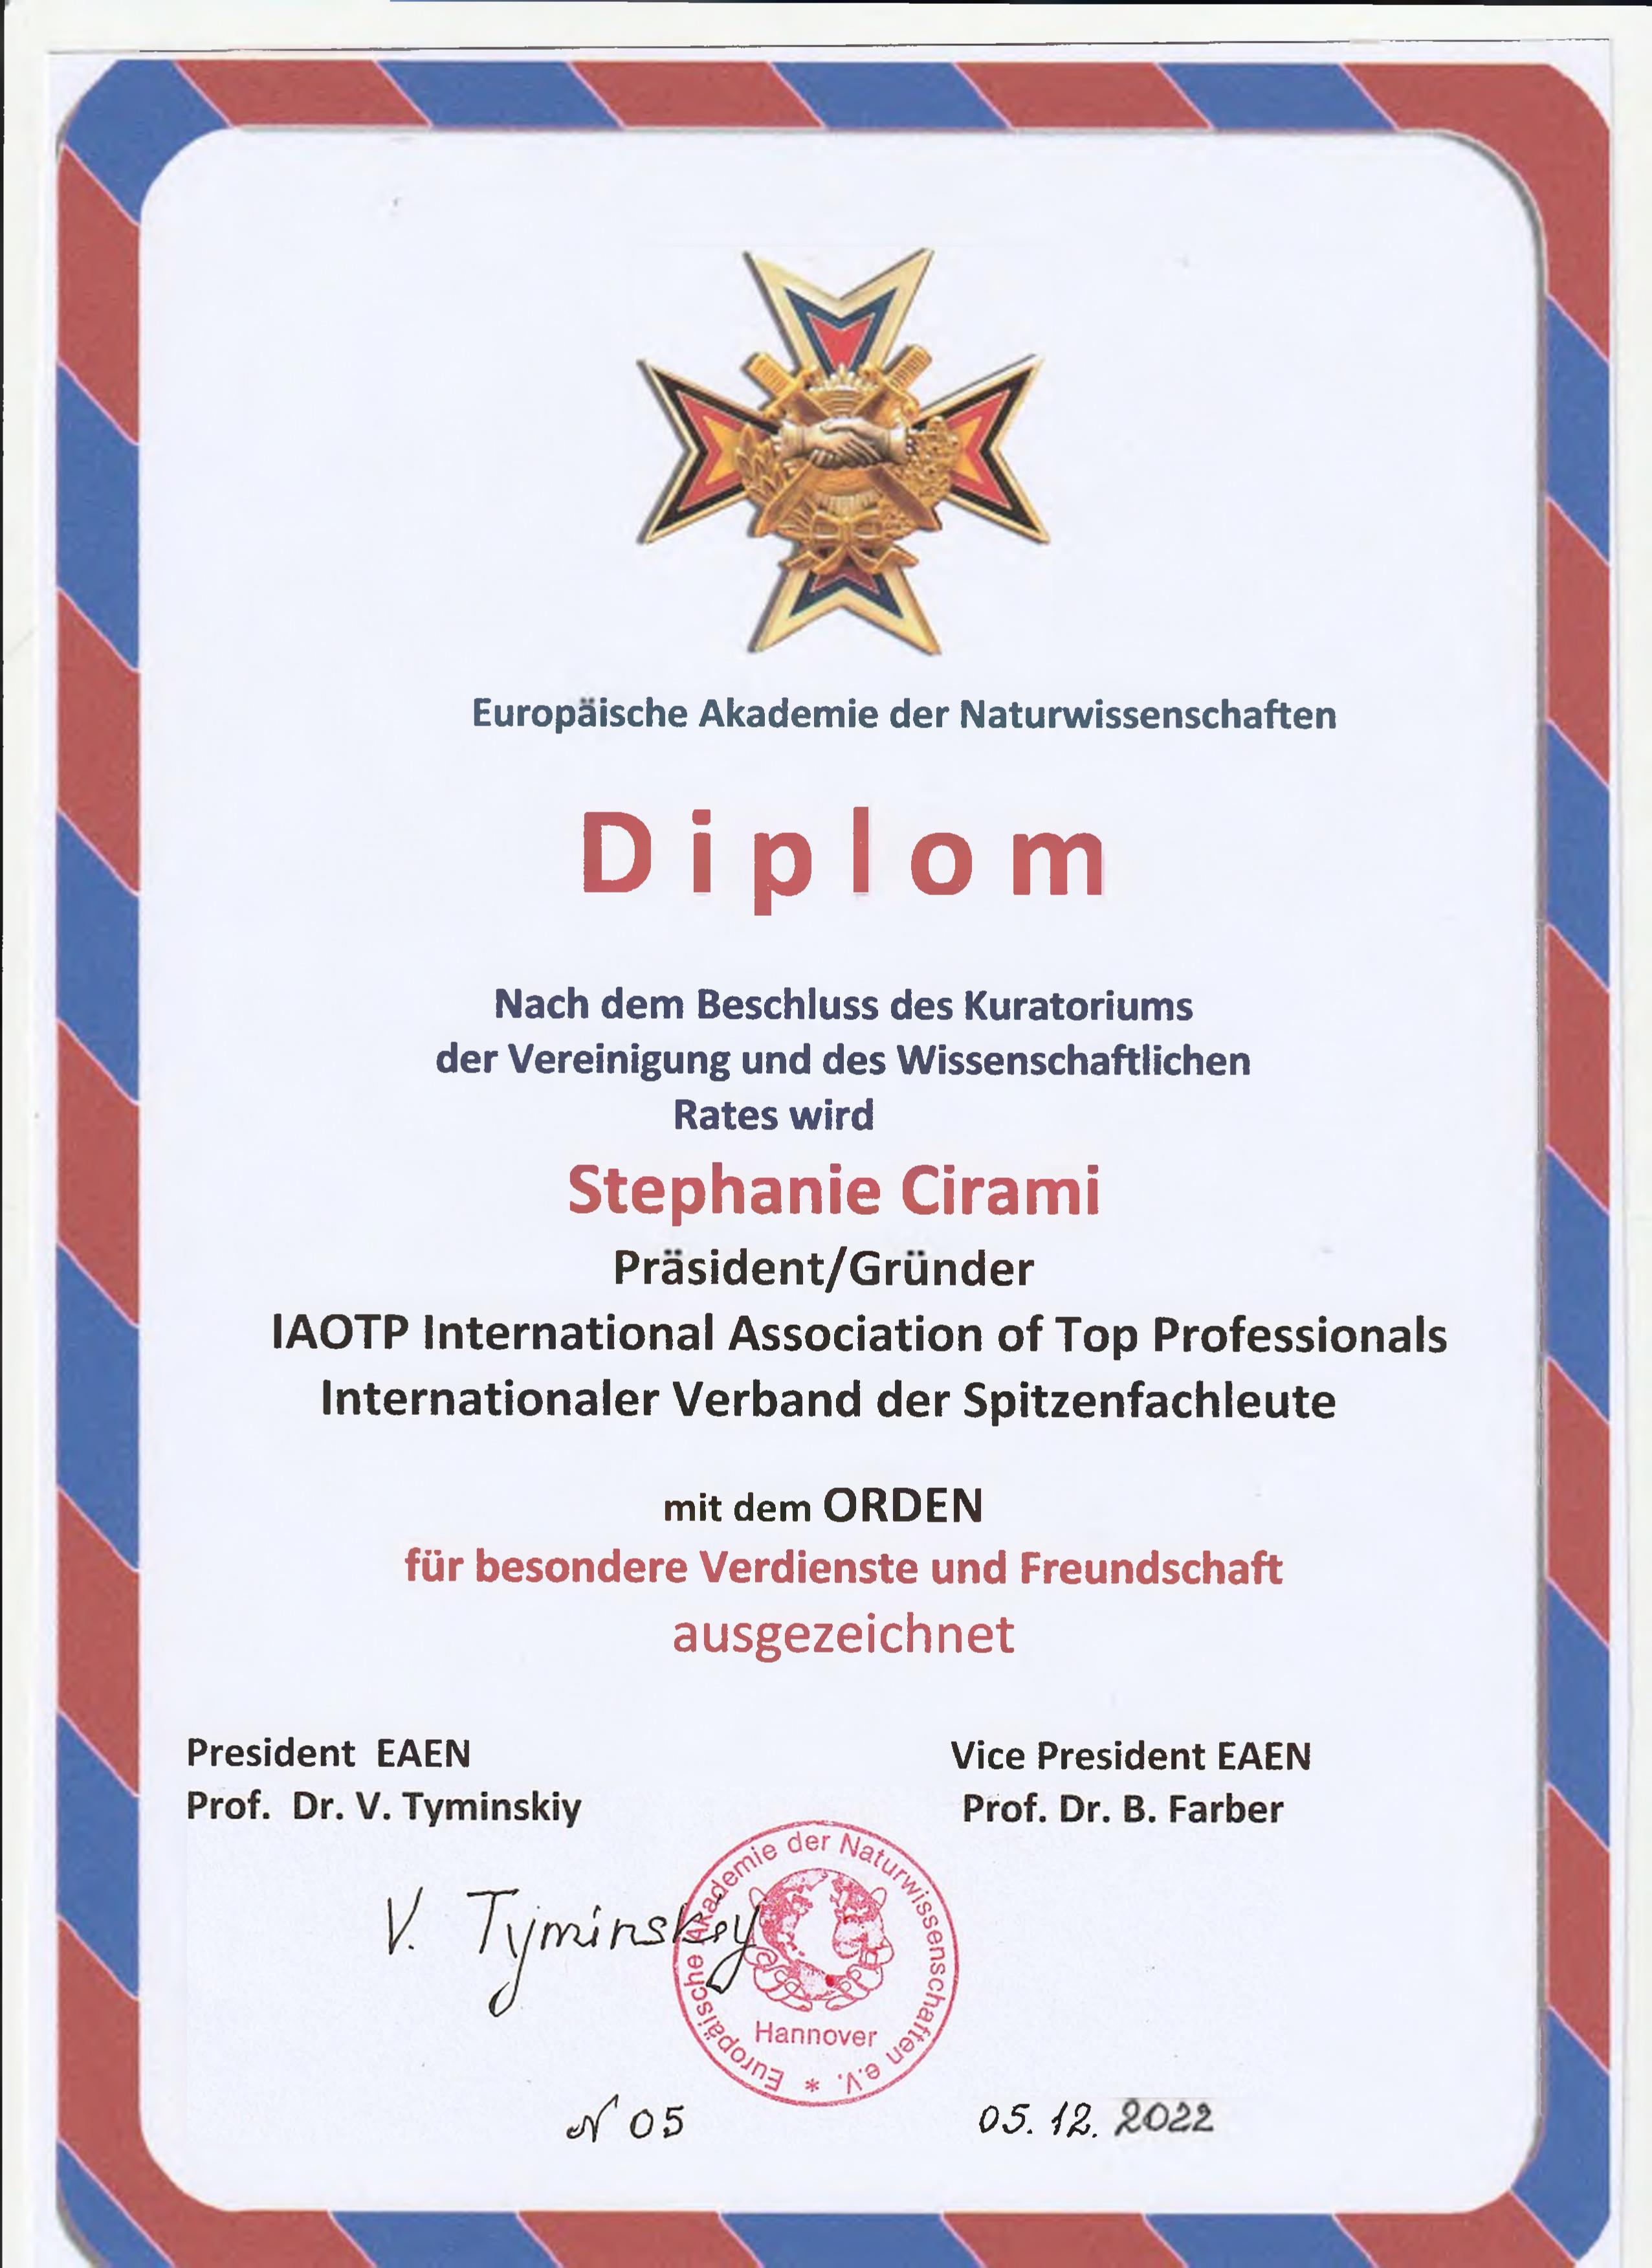 Europäische Akademie der Naturwissenschaften
Diplom
Nach dem Beschluss des Kuratoriums
der Vereinigung und des Wissenschaftlichen
Rates wird
Stephanie Cirami
Präsident/Gründer
IAOTP International Association of Top Professionals
Internationaler Verband der Spitzenfachleute
mit dem ORDEN
für besondere Verdienste und Freundschaft
ausgezeichnet
President EAEN
Prof. Dr. V. Tyminskiy
Vice President EAEN
Prof. Dr. B. Farber
V. Tyminskiy
Europäische Akademie der Naturwissenschaften e.V. *
Hannover
N 05
05.12.2022